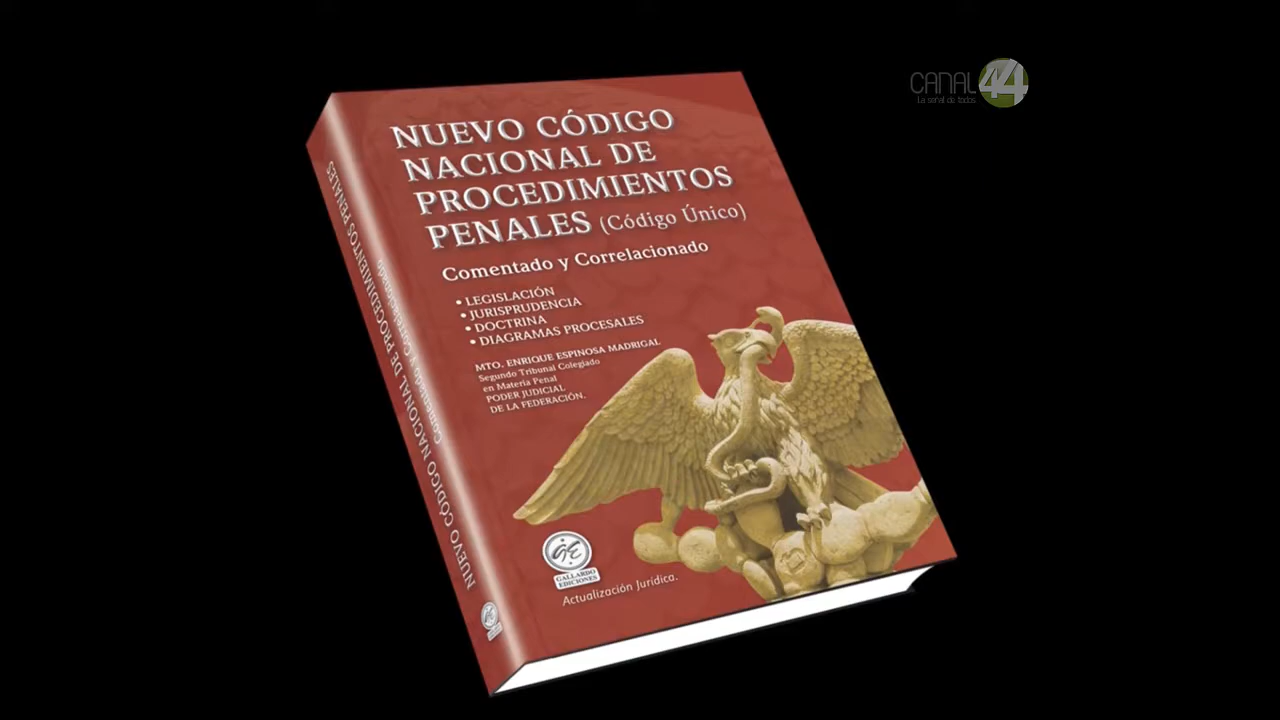 CANAL 44
La señal de todos
NUEVO CÓDIGO
NACIONAL DE
PROCEDIMIENTOS
PENALES (Código Único)
Comentado y Correlacionado
• LEGISLACIÓN
• JURISPRUDENCIA
• DOCTRINA
• DIAGRAMAS PROCESALES
MTO. ENRIQUE ESPINOSA MADRIGAL
Segundo Tribunal Colegiado
en Materia Penal
PODER JUDICIAL
DE LA FEDERACIÓN.
GE
GALLARDO
EDICIONES
Actualización Jurídica.
NUEVO CÓDIGO NACIONAL DE PROCEDIMIENTOS PENALES
Comentado y Correlacionado